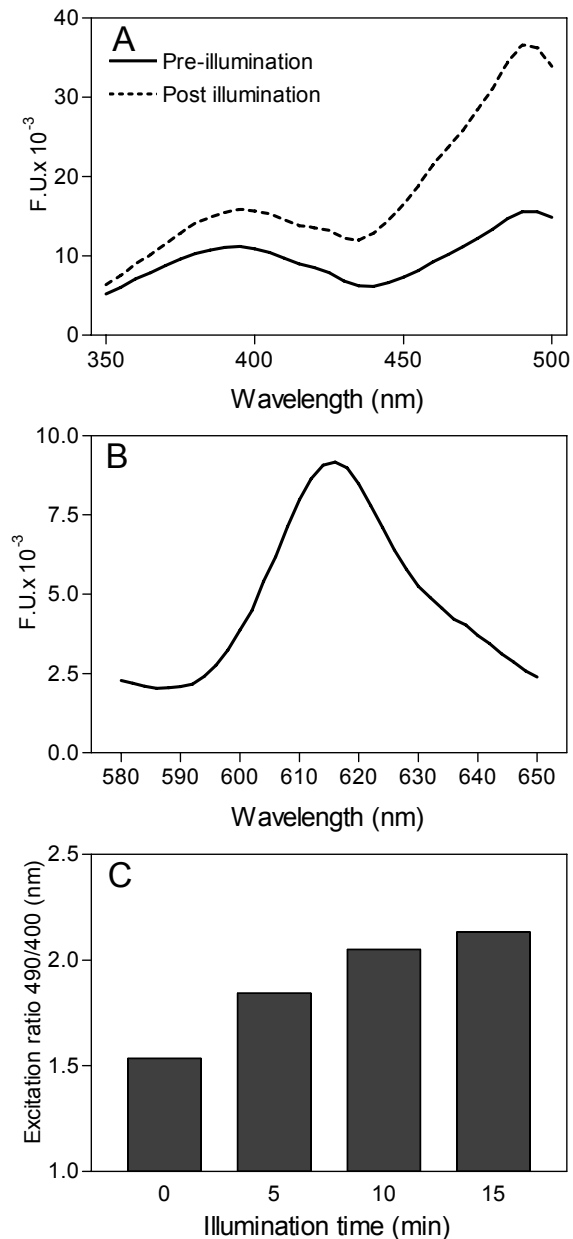 A
Pre-illumination
Post illumination
40
30
20
10
0
F.U.x 10⁻³
350 400 450 500
Wavelength (nm)
B
10.0
7.5
5.0
2.5
0.0
F.U.x 10⁻³
580 590 600 610 620 630 640 650
Wavelength (nm)
C
2.5
2.0
1.5
1.0
Excitation ratio 490/400 (nm)
0 5 10 15
Illumination time (min)